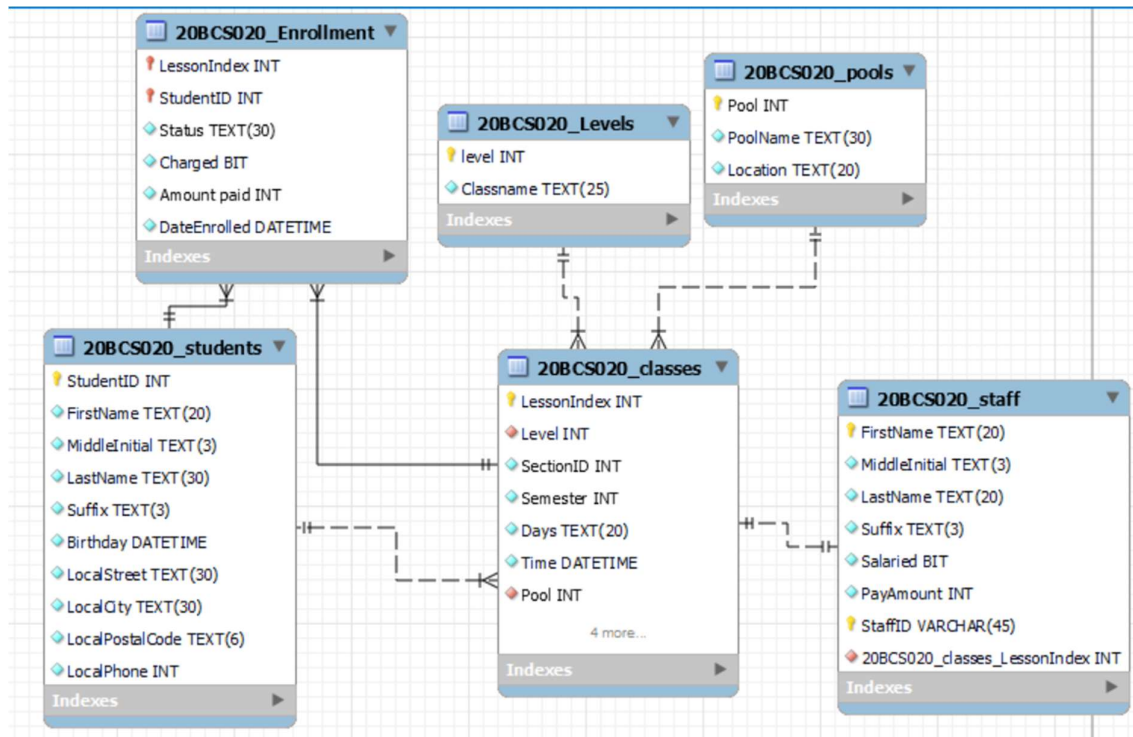 20BCS020_Enrollment
LessonIndex INT
StudentID INT
Status TEXT(30)
Charged BIT
Amount paid INT
DateEnrolled DATETIME
Indexes
20BCS020_Levels
level INT
Classname TEXT(25)
Indexes
20BCS020_pools
Pool INT
PoolName TEXT(30)
Location TEXT(20)
Indexes
20BCS020_students
StudentID INT
FirstName TEXT(20)
MiddleInitial TEXT(3)
LastName TEXT(30)
Suffix TEXT(3)
Birthday DATETIME
LocalStreet TEXT(30)
LocalCity TEXT(30)
LocalPostalCode TEXT(6)
LocalPhone INT
Indexes
20BCS020_classes
LessonIndex INT
Level INT
SectionID INT
Semester INT
Days TEXT(20)
Time DATETIME
Pool INT
4 more...
Indexes
20BCS020_staff
FirstName TEXT(20)
MiddleInitial TEXT(3)
LastName TEXT(20)
Suffix TEXT(3)
Salaried BIT
PayAmount INT
StaffID VARCHAR(45)
20BCS020_classes_LessonIndex INT
Indexes